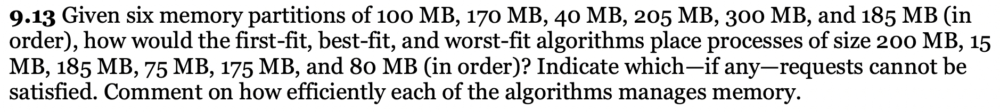 9.13 Given six memory partitions of 100 MB, 170 MB, 40 MB, 205 MB, 300 MB, and 185 MB (in
order), how would the first-fit, best-fit, and worst-fit algorithms place processes of size 200 MB, 15
MB, 185 MB, 75 MB, 175 MB, and 80 MB (in order)? Indicate which—if any—requests cannot be
satisfied. Comment on how efficiently each of the algorithms manages memory.